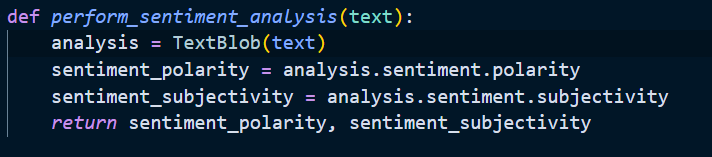 def perform_sentiment_analysis(text):
    analysis = TextBlob(text)
    sentiment_polarity = analysis.sentiment.polarity
    sentiment_subjectivity = analysis.sentiment.subjectivity
    return sentiment_polarity, sentiment_subjectivity